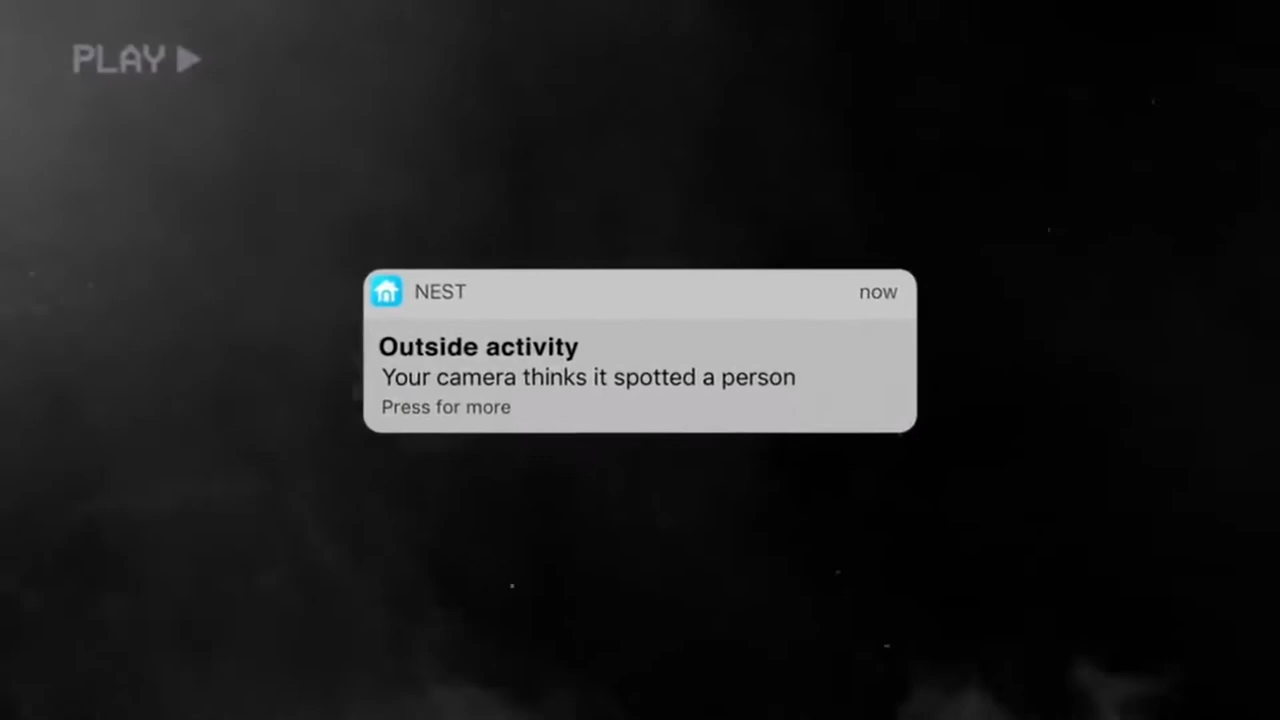 PLAY
NEST now
Outside activity
Your camera thinks it spotted a person
Press for more